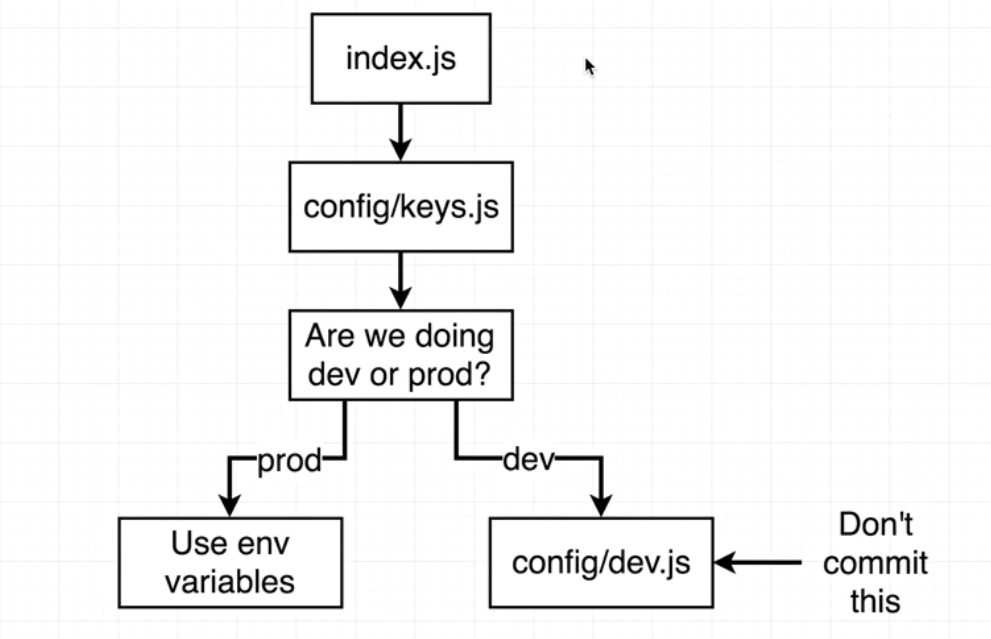 index.js
config/keys.js
Are we doing
dev or prod?
prod
dev
Use env
variables
config/dev.js
Don't
commit
this